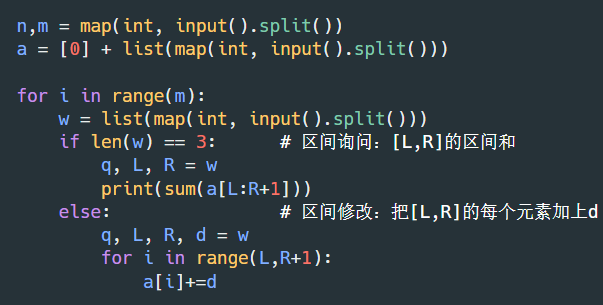 n,m = map(int, input().split())
a = [0] + list(map(int, input().split()))
for i in range(m):
    w = list(map(int, input().split()))
    if len(w) == 3:      # 区间询问：[L,R]的区间和
        q, L, R = w
        print(sum(a[L:R+1]))
    else:                # 区间修改：把[L,R]的每个元素加上d
        q, L, R, d = w
        for i in range(L,R+1):
            a[i]+=d